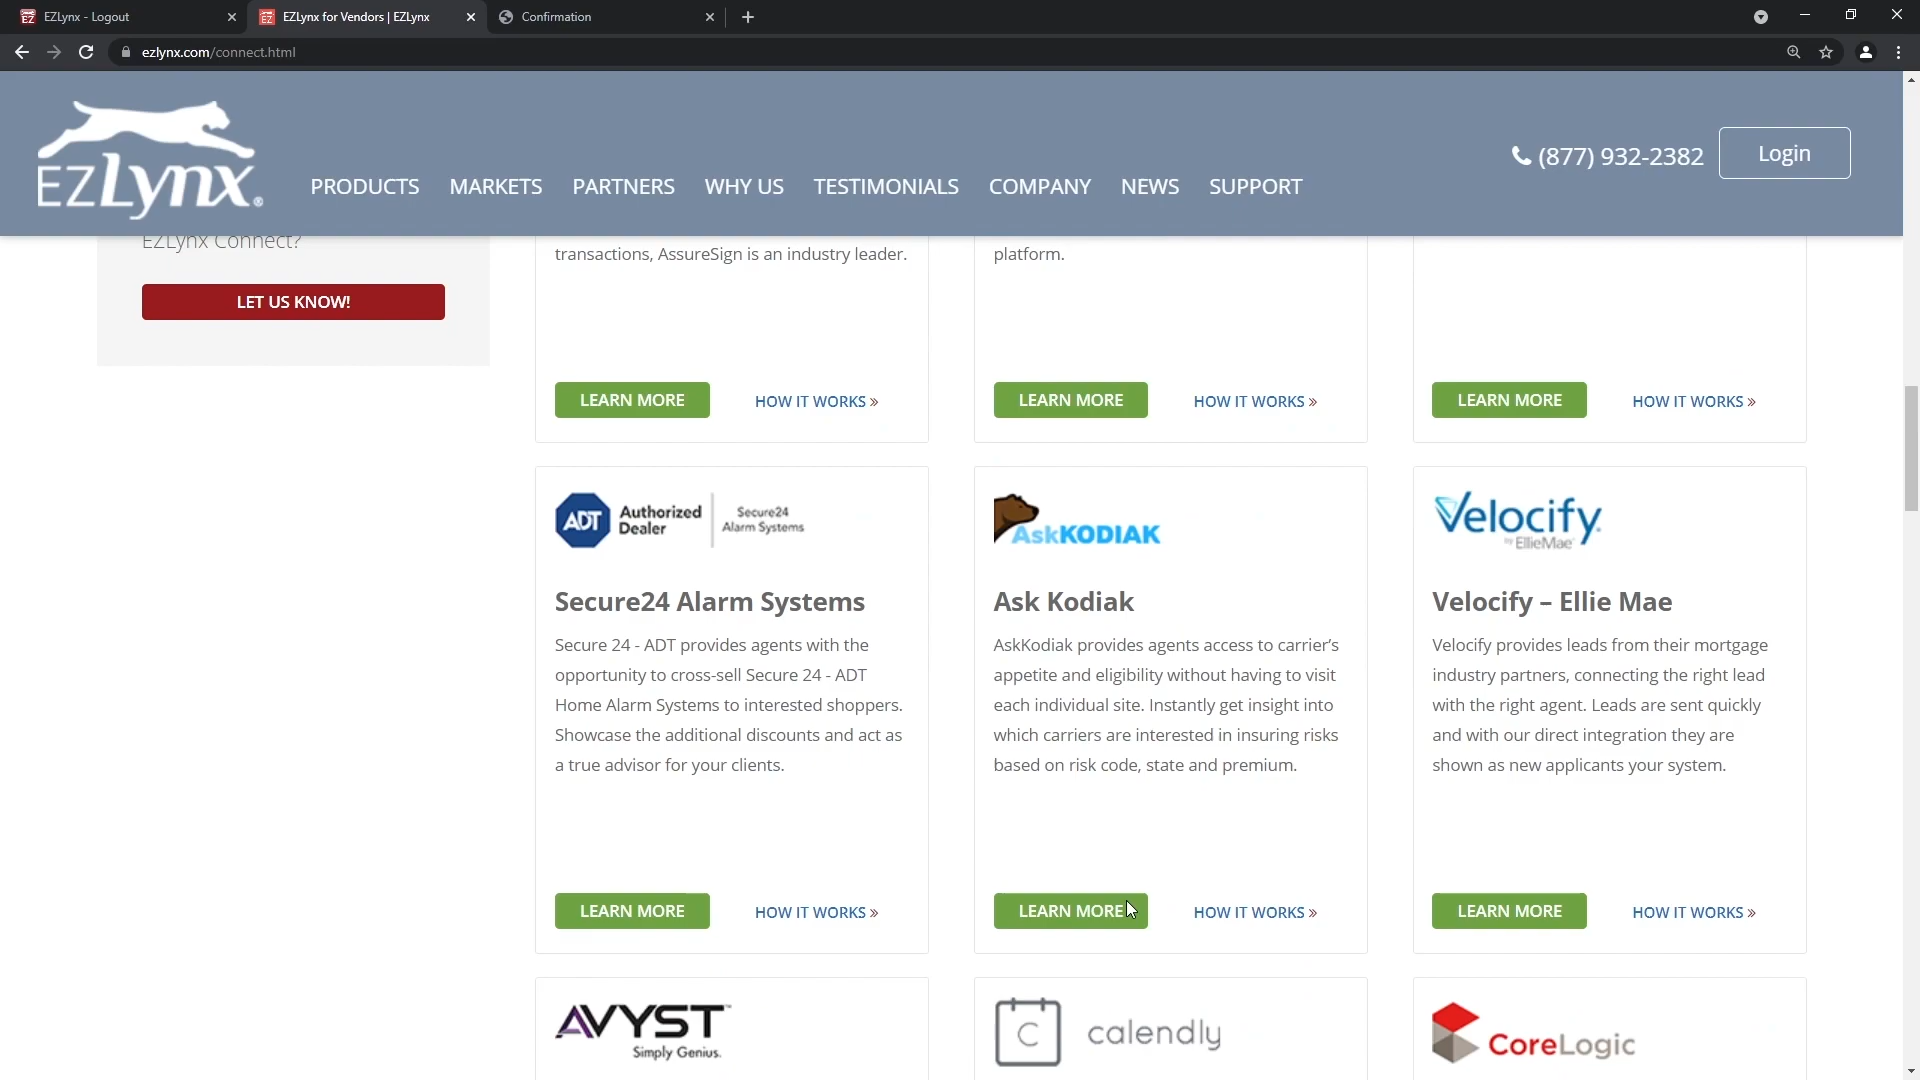 EZLynx - Logout
EZLynx for Vendors | EZLynx
Confirmation
ezlynx.com/connect.html
EZLynx®
PRODUCTS
MARKETS
PARTNERS
WHY US
TESTIMONIALS
COMPANY
NEWS
SUPPORT
(877) 932-2382
Login
EZLynx Connect?
LET US KNOW!
transactions, AssureSign is an industry leader.
LEARN MORE
HOW IT WORKS »
platform.
LEARN MORE
HOW IT WORKS »
LEARN MORE
HOW IT WORKS »
ADT
Authorized
Dealer
Secure24
Alarm Systems
Secure24 Alarm Systems
Secure 24 - ADT provides agents with the
opportunity to cross-sell Secure 24 - ADT
Home Alarm Systems to interested shoppers.
Showcase the additional discounts and act as
a true advisor for your clients.
LEARN MORE
HOW IT WORKS »
AskKODIAK
Ask Kodiak
AskKodiak provides agents access to carrier’s
appetite and eligibility without having to visit
each individual site. Instantly get insight into
which carriers are interested in insuring risks
based on risk code, state and premium.
LEARN MORE
HOW IT WORKS »
Velocify
by EllieMae
Velocify – Ellie Mae
Velocify provides leads from their mortgage
industry partners, connecting the right lead
with the right agent. Leads are sent quickly
and with our direct integration they are
shown as new applicants your system.
LEARN MORE
HOW IT WORKS »
AVYST
Simply Genius.
C
calendly
CoreLogic